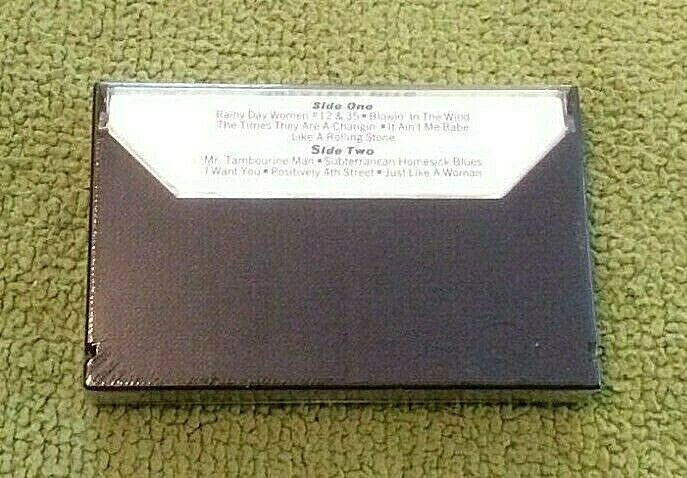 Side One
Rainy Day Women #12 & 35 ▪ Blowin' In The Wind
The Times They Are A Changin' ▪ It Ain't Me Babe
Like A Rolling Stone
Side Two
Mr. Tambourine Man ▪ Subterranean Homesick Blues
I Want You ▪ Positively 4th Street ▪ Just Like A Woman